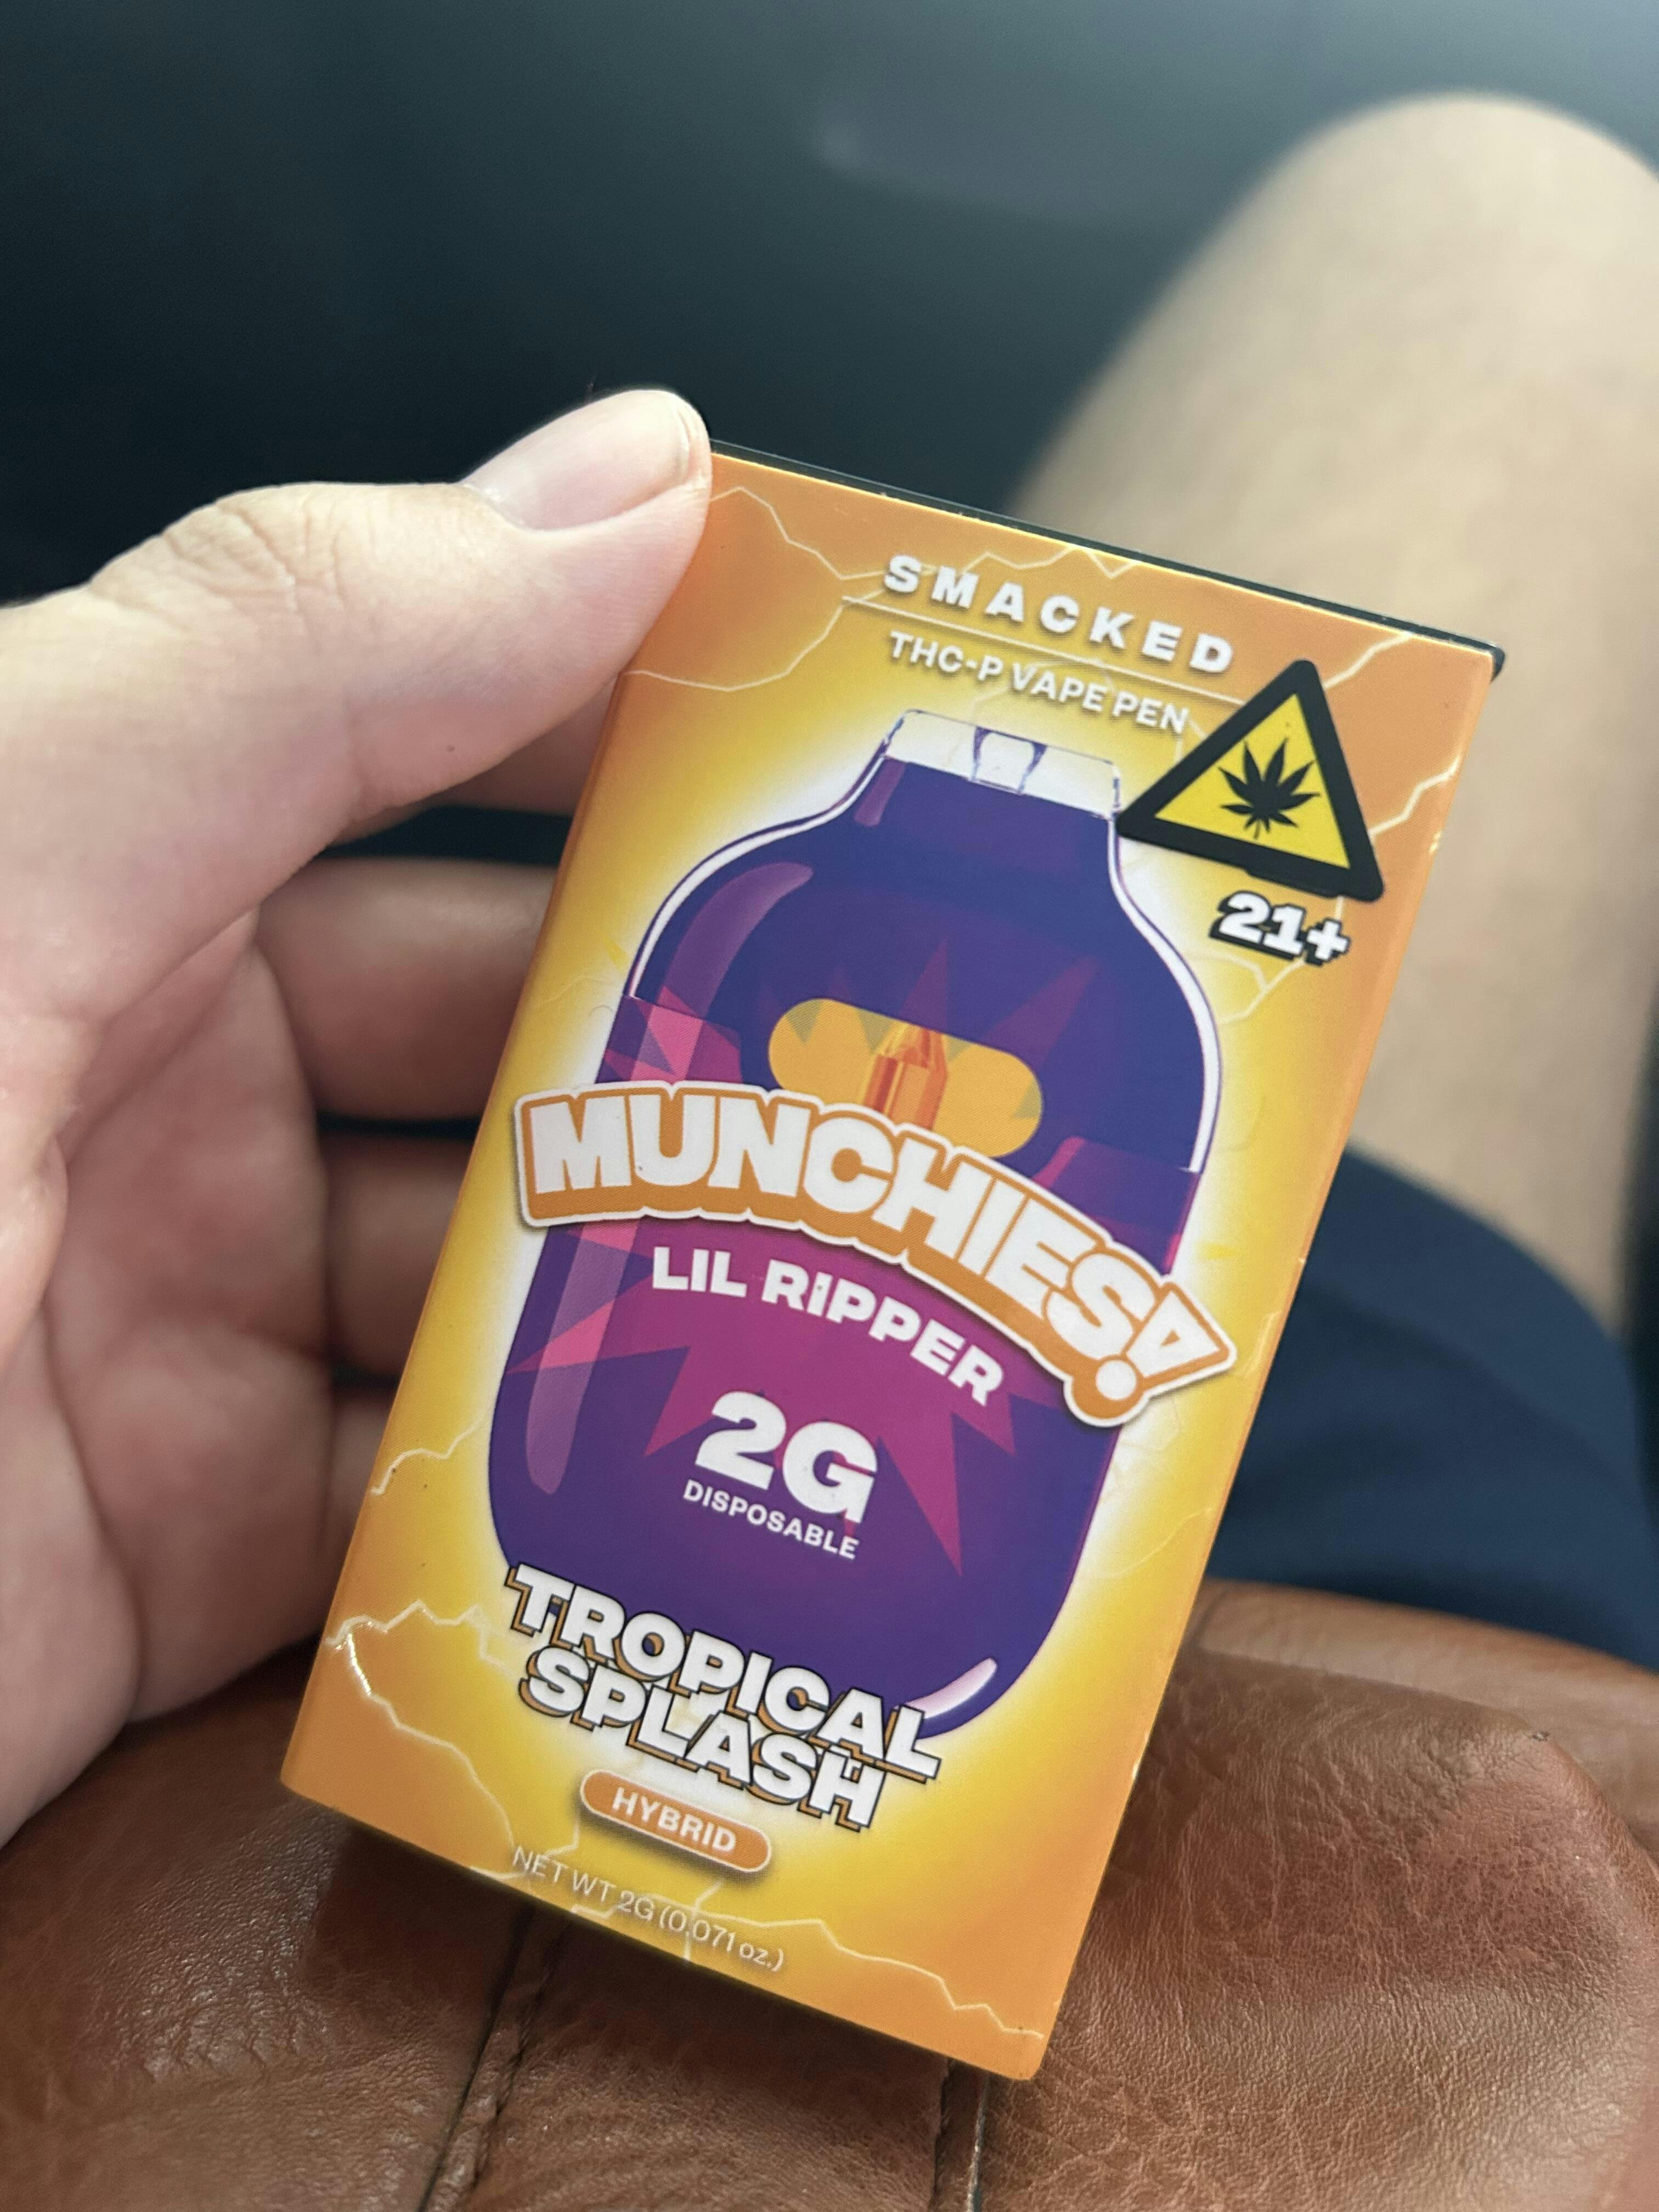 SMACKED
THC-P VAPE PEN
21+
MUNCHIES!
LIL RIPPER
2G
DISPOSABLE
TROPICAL
SPLASH
HYBRID
NET WT 2G (0.071 oz.)